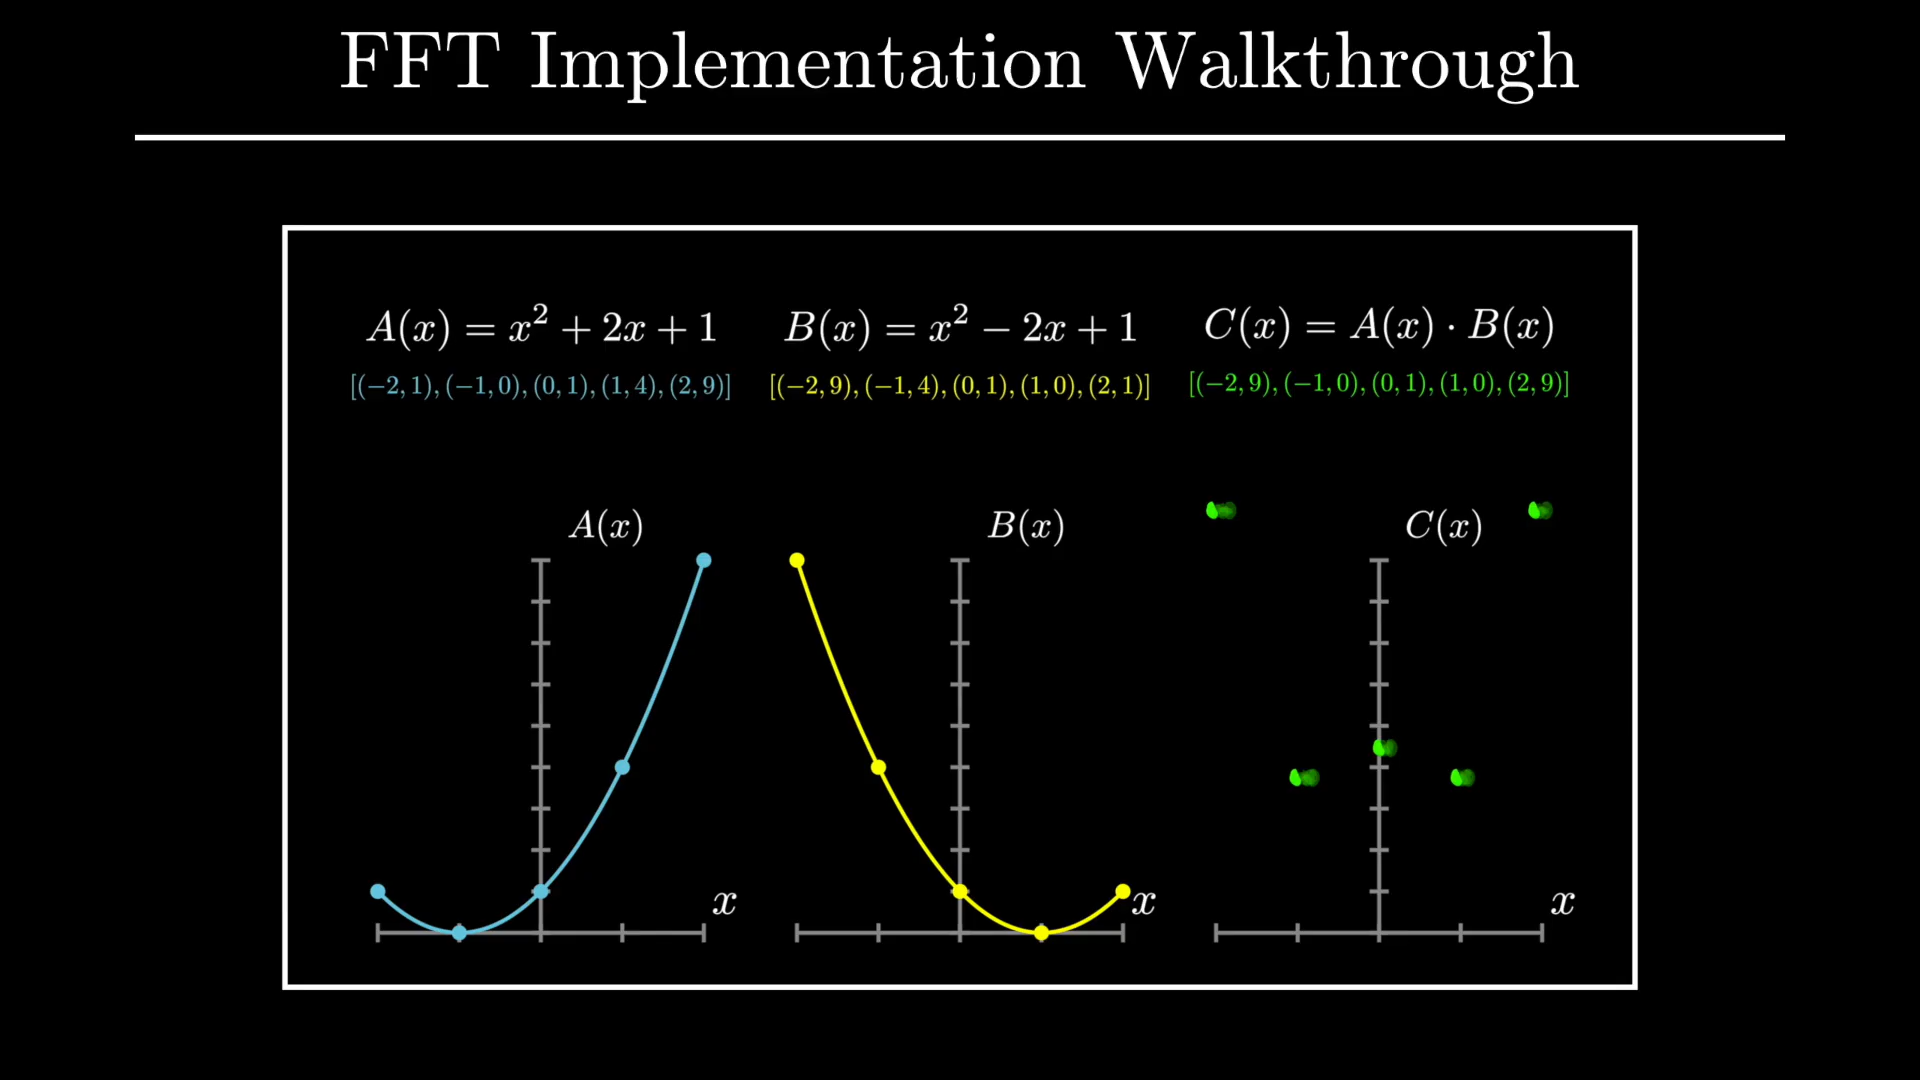 FFT Implementation Walkthrough
A(x) = x² + 2x + 1
B(x) = x² − 2x + 1
C(x) = A(x) · B(x)
[(−2, 1), (−1, 0), (0, 1), (1, 4), (2, 9)]
[(−2, 9), (−1, 4), (0, 1), (1, 0), (2, 1)]
[(−2, 9), (−1, 0), (0, 1), (1, 0), (2, 9)]
A(x)
B(x)
C(x)
x
x
x